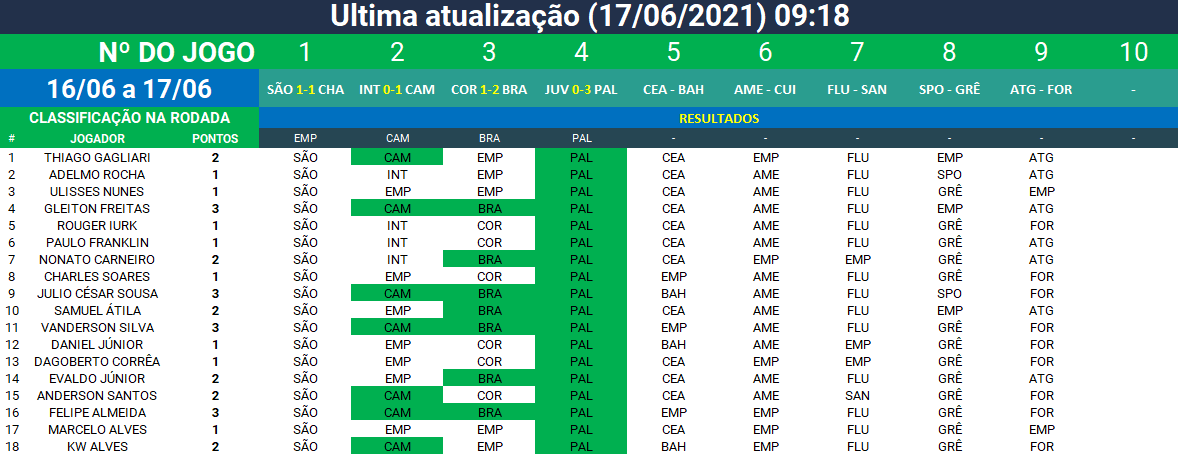 Ultima atualização (17/06/2021) 09:18
Nº DO JOGO 1 2 3 4 5 6 7 8 9 10
16/06 a 17/06 SÃO 1-1 CHA INT 0-1 CAM COR 1-2 BRA JUV 0-3 PAL CEA - BAH AME - CUI FLU - SAN SPO - GRÊ ATG - FOR -
CLASSIFICAÇÃO NA RODADA RESULTADOS
# JOGADOR PONTOS EMP CAM BRA PAL - - - - - -
1 THIAGO GAGLIARI 2 SÃO CAM EMP PAL CEA EMP FLU EMP ATG
2 ADELMO ROCHA 1 SÃO INT EMP PAL CEA AME FLU SPO ATG
3 ULISSES NUNES 1 SÃO EMP EMP PAL CEA AME FLU GRÊ EMP
4 GLEITON FREITAS 3 SÃO CAM BRA PAL CEA AME FLU EMP ATG
5 ROUGER IURK 1 SÃO INT COR PAL CEA AME FLU GRÊ FOR
6 PAULO FRANKLIN 1 SÃO INT COR PAL CEA AME FLU GRÊ ATG
7 NONATO CARNEIRO 2 SÃO INT BRA PAL CEA EMP EMP GRÊ ATG
8 CHARLES SOARES 1 SÃO EMP COR PAL EMP AME FLU GRÊ FOR
9 JULIO CÉSAR SOUSA 3 SÃO CAM BRA PAL BAH AME FLU SPO FOR
10 SAMUEL ÁTILA 2 SÃO EMP BRA PAL CEA AME FLU EMP ATG
11 VANDERSON SILVA 3 SÃO CAM BRA PAL EMP AME FLU GRÊ FOR
12 DANIEL JÚNIOR 1 SÃO EMP COR PAL BAH AME EMP GRÊ FOR
13 DAGOBERTO CORRÊA 1 SÃO EMP COR PAL CEA EMP EMP GRÊ FOR
14 EVALDO JÚNIOR 2 SÃO EMP BRA PAL CEA AME FLU GRÊ ATG
15 ANDERSON SANTOS 2 SÃO CAM COR PAL CEA AME SAN GRÊ FOR
16 FELIPE ALMEIDA 3 SÃO CAM BRA PAL EMP EMP FLU GRÊ FOR
17 MARCELO ALVES 1 SÃO EMP EMP PAL CEA EMP FLU GRÊ EMP
18 KW ALVES 2 SÃO CAM EMP PAL BAH EMP FLU GRÊ FOR